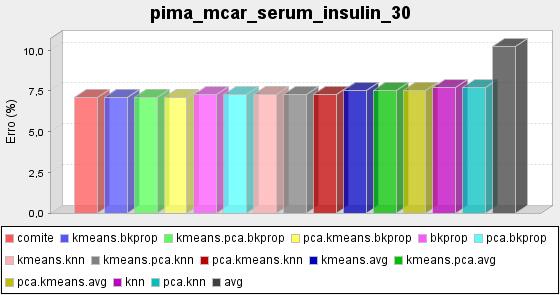 pima_mcar_serum_insulin_30
10,0
7,5
5,0
2,5
0,0
Erro (%)
comite kmeans.bkprop kmeans.pca.bkprop pca.kmeans.bkprop bkprop pca.bkprop
kmeans.knn kmeans.pca.knn pca.kmeans.knn kmeans.avg kmeans.pca.avg
pca.kmeans.avg knn pca.knn avg